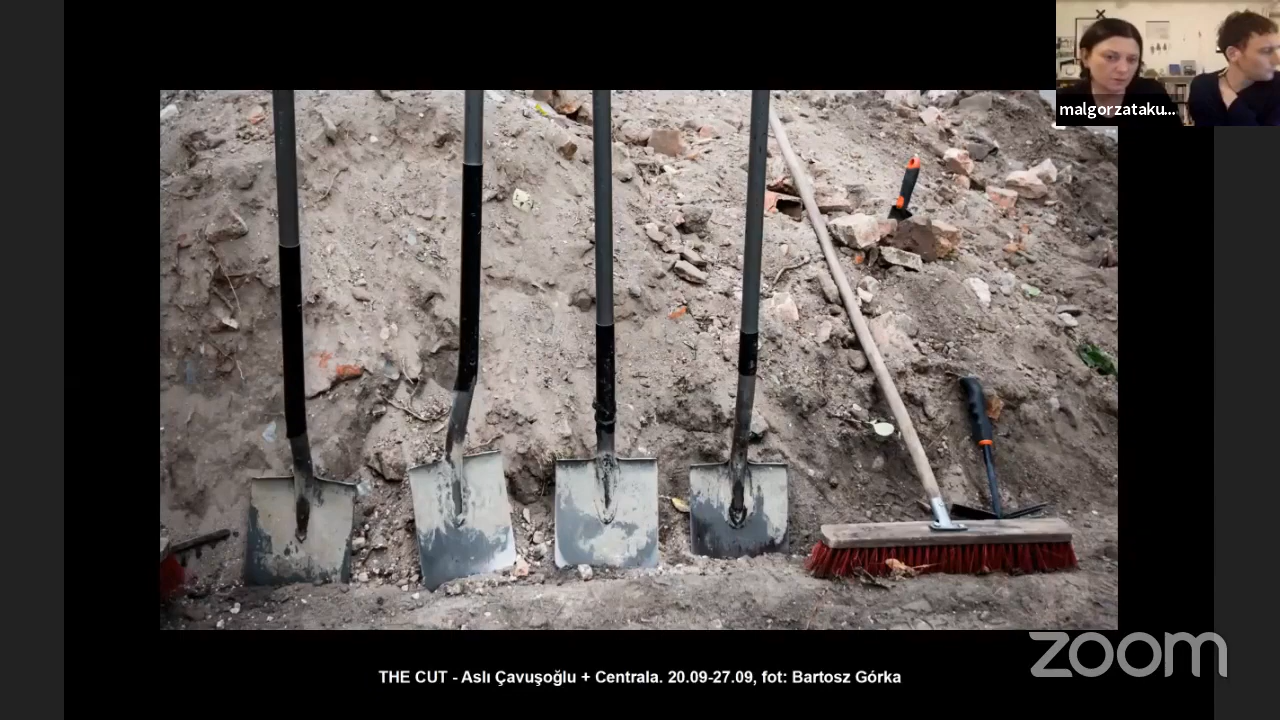 malgorzataku...
zoom
THE CUT - Aslı Çavuşoğlu + Centrala. 20.09-27.09, fot: Bartosz Górka